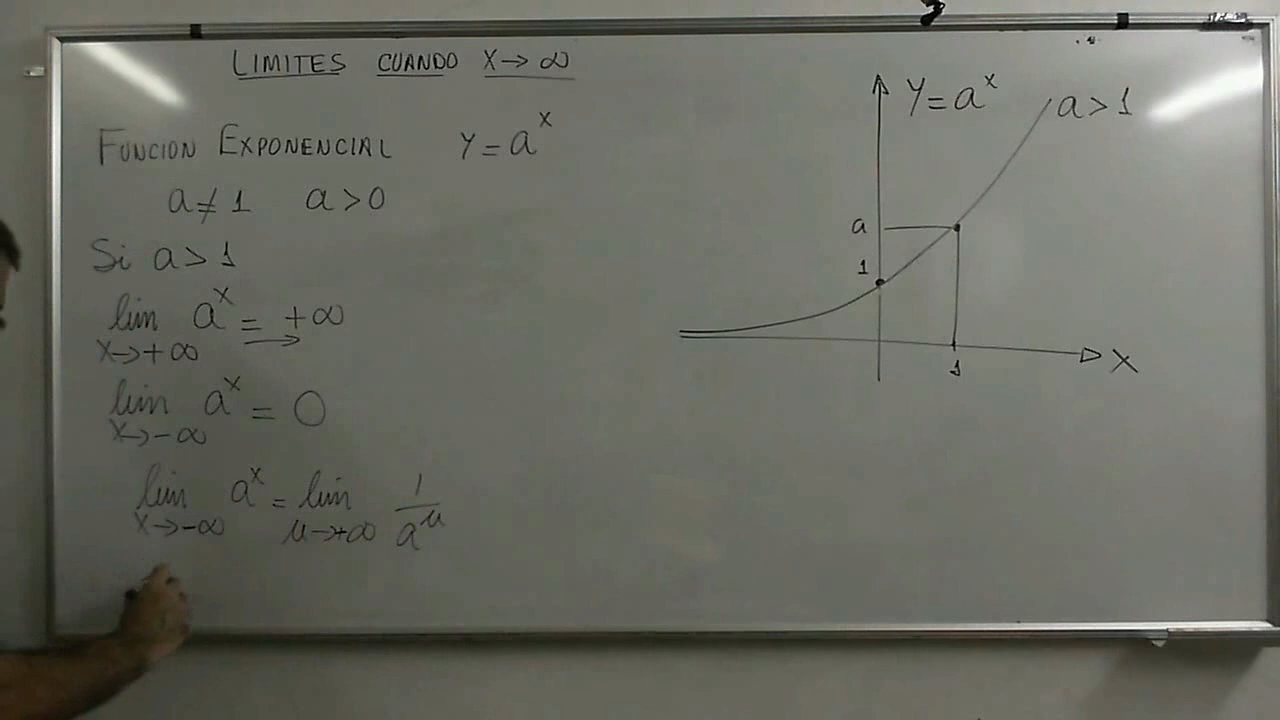 LIMITES CUANDO X→∞
FUNCION EXPONENCIAL Y=a^x
a≠1 a>0
Si a>1
lim a^x = +∞
x→+∞
lim a^x = 0
x→-∞
lim a^x = lim 1/a^μ
x→-∞ μ→+∞
Y=a^x a>1
a
1
1
X